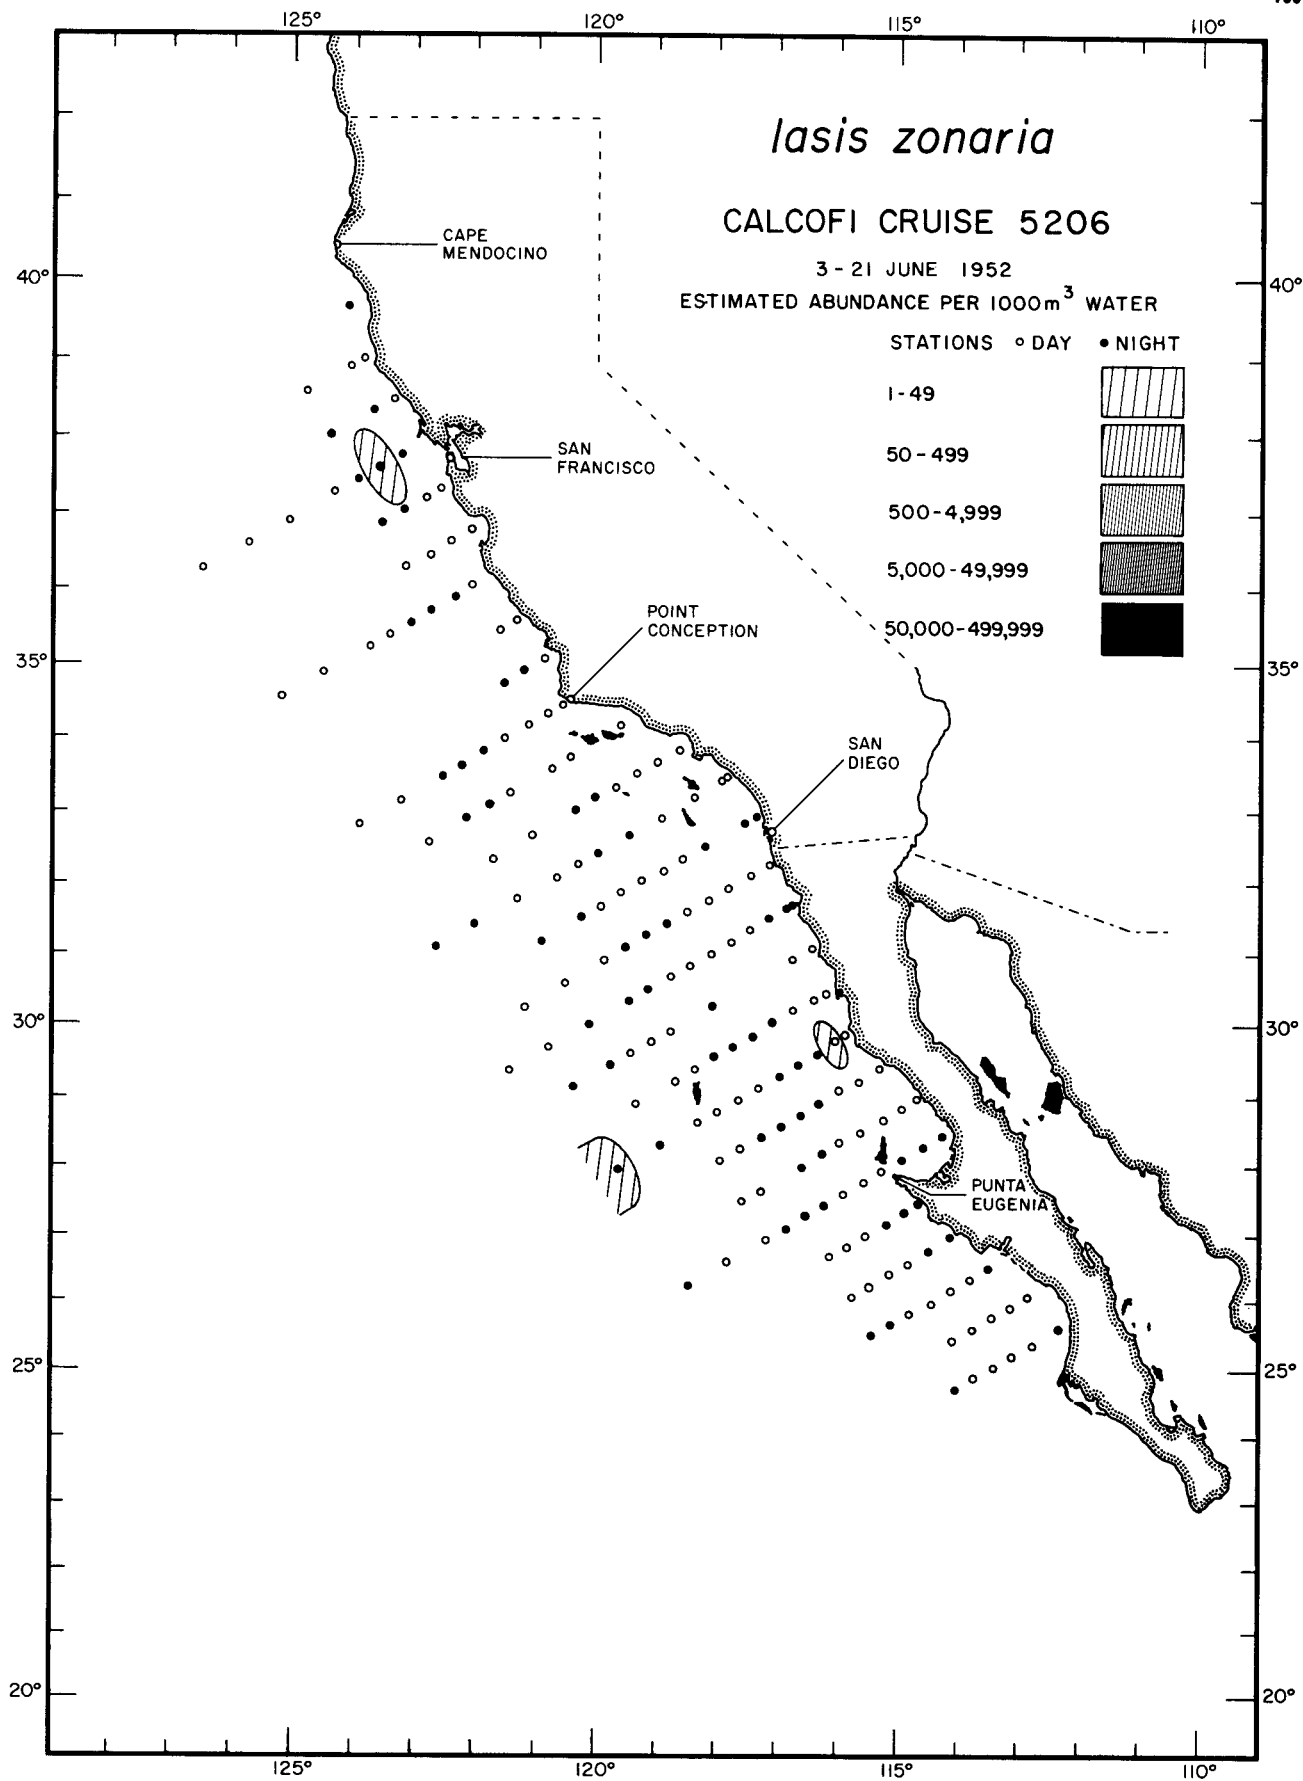 125° 120° 115° 110°
Iasis zonaria
CALCOFI CRUISE 5206
3-21 JUNE 1952
ESTIMATED ABUNDANCE PER 1000m³ WATER
STATIONS ○ DAY ● NIGHT
1-49
50-499
500-4,999
5,000-49,999
50,000-499,999
CAPE
MENDOCINO
40° 40°
SAN
FRANCISCO
POINT
CONCEPTION
35° 35°
SAN
DIEGO
30° 30°
PUNTA
EUGENIA
25° 25°
20° 20°
125° 120° 115° 110°